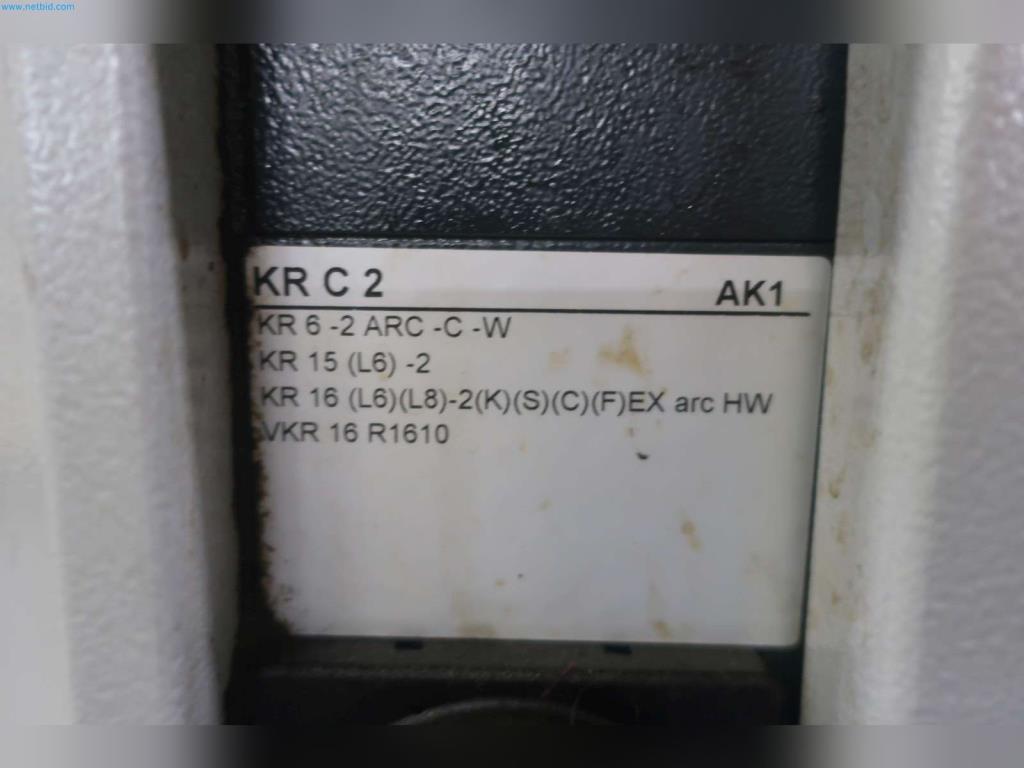 www.netbid.com
KR C 2 AK1
KR 6 -2 ARC -C -W
KR 15 (L6) -2
KR 16 (L6)(L8)-2(K)(S)(C)(F)EX arc HW
VKR 16 R1610